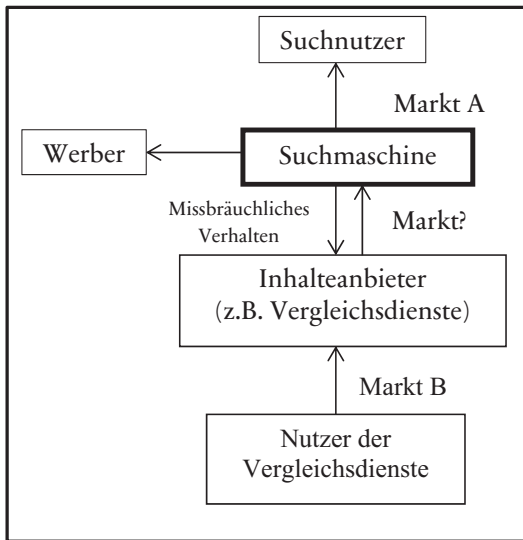 Suchnutzer
Markt A
Werber
Suchmaschine
Missbräuchliches
Verhalten
Markt?
Inhalteanbieter
(z.B. Vergleichsdienste)
Markt B
Nutzer der
Vergleichsdienste